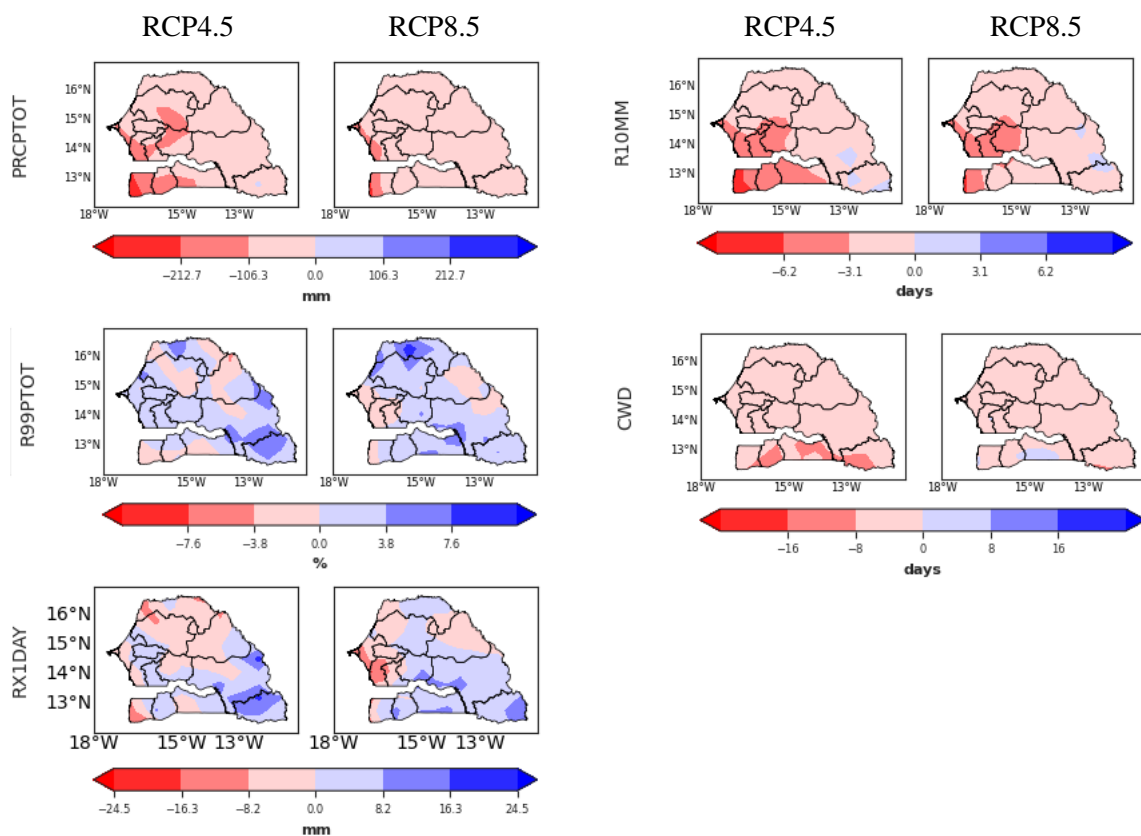 RCP4.5 RCP8.5
PRCPTOT
16°N
15°N
14°N
13°N
18°W 15°W 13°W 18°W 15°W 13°W
−212.7 −106.3 0.0 106.3 212.7
mm
R99PTOT
16°N
15°N
14°N
13°N
18°W 15°W 13°W 18°W 15°W 13°W
−7.6 −3.8 0.0 3.8 7.6
%
RX1DAY
16°N
15°N
14°N
13°N
18°W 15°W 13°W 18°W 15°W 13°W
−24.5 −16.3 −8.2 0.0 8.2 16.3 24.5
mm
RCP4.5 RCP8.5
R10MM
16°N
15°N
14°N
13°N
18°W 15°W 13°W 18°W 15°W 13°W
−6.2 −3.1 0.0 3.1 6.2
days
CWD
16°N
15°N
14°N
13°N
18°W 15°W 13°W 18°W 15°W 13°W
−16 −8 0 8 16
days